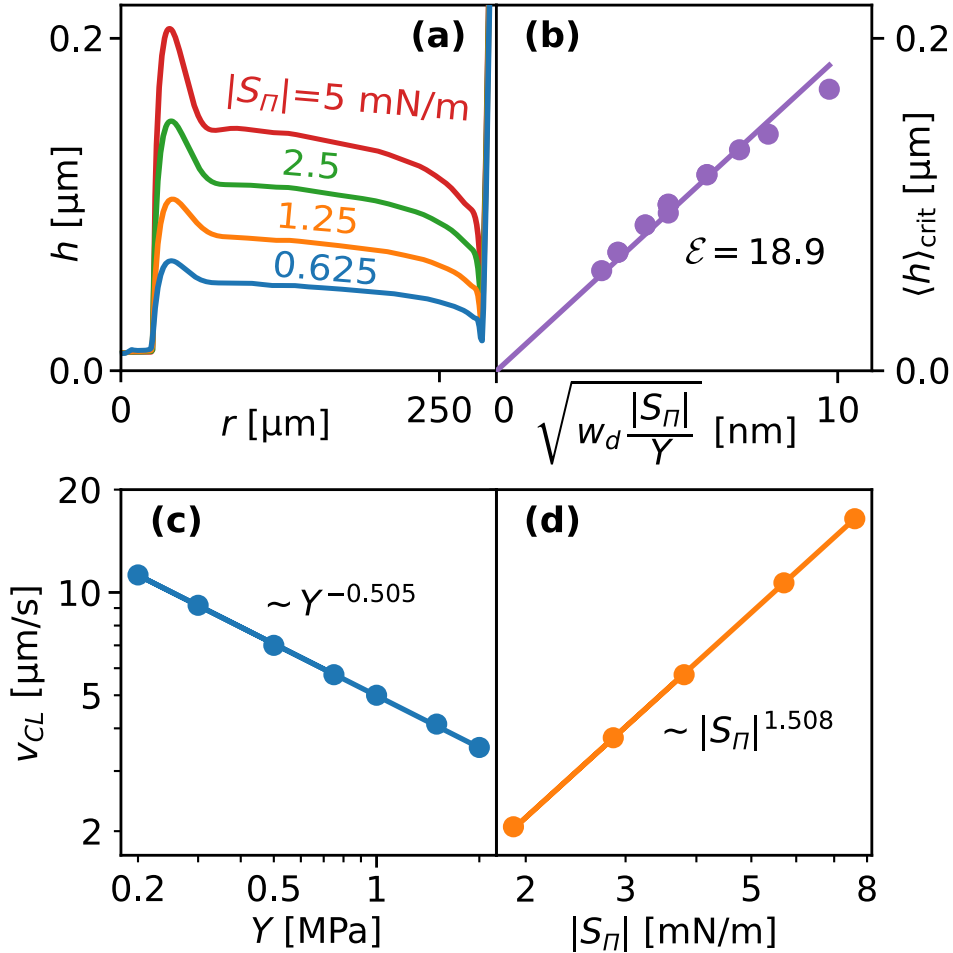 (a)
0.2
|S_Π|=5 mN/m
2.5
1.25
0.625
h [μm]
0.0
0
250
r [μm]
(b)
0.2
ℰ = 18.9
⟨h⟩crit [μm]
0.0
0
10
√(w_d |S_Π|/Y) [nm]
(c)
20
~ Y^−0.505
10
v_CL [μm/s]
5
2
0.2
0.5
1
Y [MPa]
(d)
~ |S_Π|^1.508
2
3
5
8
|S_Π| [mN/m]